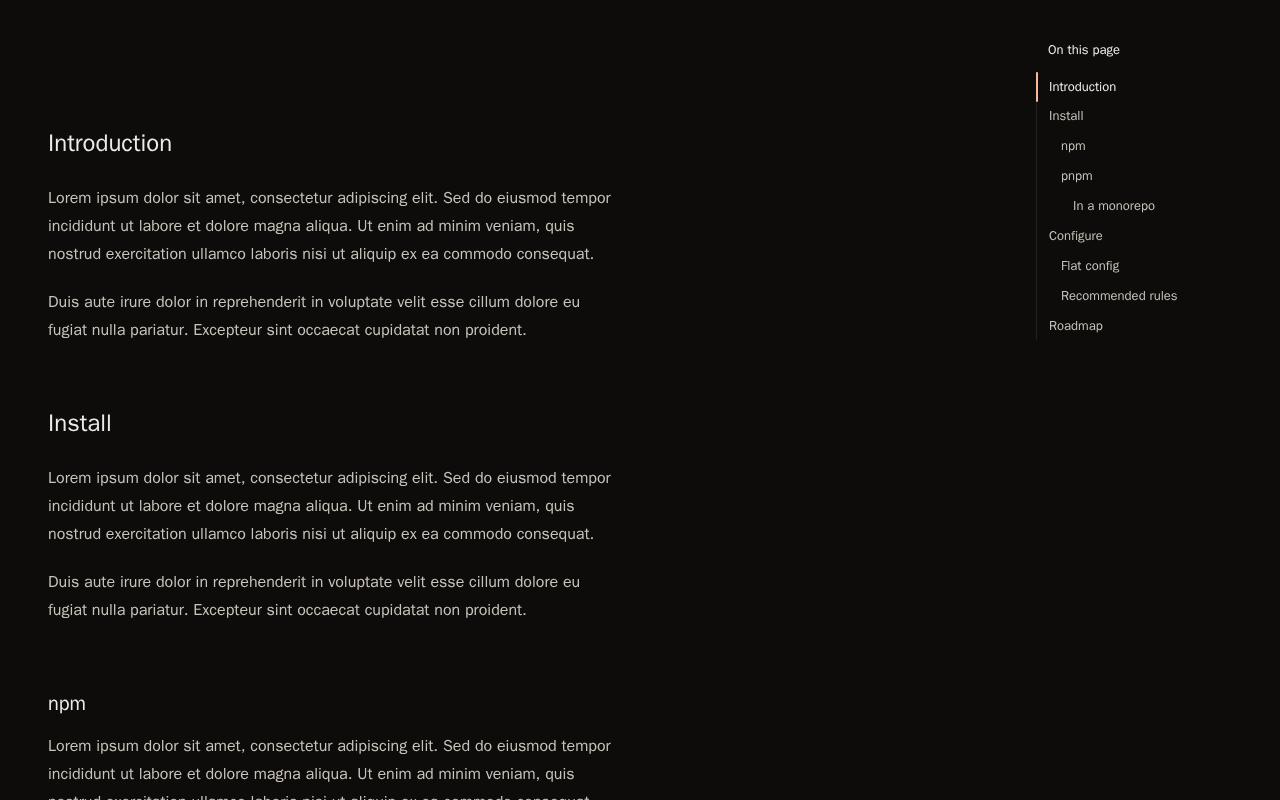 Introduction
Lorem ipsum dolor sit amet, consectetur adipiscing elit. Sed do eiusmod tempor
incididunt ut labore et dolore magna aliqua. Ut enim ad minim veniam, quis
nostrud exercitation ullamco laboris nisi ut aliquip ex ea commodo consequat.
Duis aute irure dolor in reprehenderit in voluptate velit esse cillum dolore eu
fugiat nulla pariatur. Excepteur sint occaecat cupidatat non proident.
Install
Lorem ipsum dolor sit amet, consectetur adipiscing elit. Sed do eiusmod tempor
incididunt ut labore et dolore magna aliqua. Ut enim ad minim veniam, quis
nostrud exercitation ullamco laboris nisi ut aliquip ex ea commodo consequat.
Duis aute irure dolor in reprehenderit in voluptate velit esse cillum dolore eu
fugiat nulla pariatur. Excepteur sint occaecat cupidatat non proident.
npm
Lorem ipsum dolor sit amet, consectetur adipiscing elit. Sed do eiusmod tempor
incididunt ut labore et dolore magna aliqua. Ut enim ad minim veniam, quis
On this page
Introduction
Install
npm
pnpm
In a monorepo
Configure
Flat config
Recommended rules
Roadmap